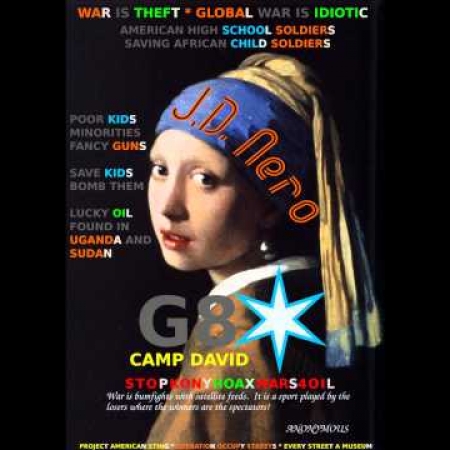 WAR IS THEFT * GLOBAL WAR IS IDIOTIC
AMERICAN HIGH SCHOOL SOLDIERS
SAVING AFRICAN CHILD SOLDIERS
J.D. Nero
POOR KIDS
MINORITIES
FANCY GUNS
SAVE KIDS
BOMB THEM
LUCKY OIL
FOUND IN
UGANDA AND
SUDAN
G8
CAMP DAVID
STOPKONYHOAXWARS4OIL
War is bumfights with satellite feeds. It is a sport played by the
losers where the winners are the spectators!
ANONYMOUS
PROJECT AMERICAN STING * OPERATION OCCUPY STREETS * EVERY STREET A MUSEUM